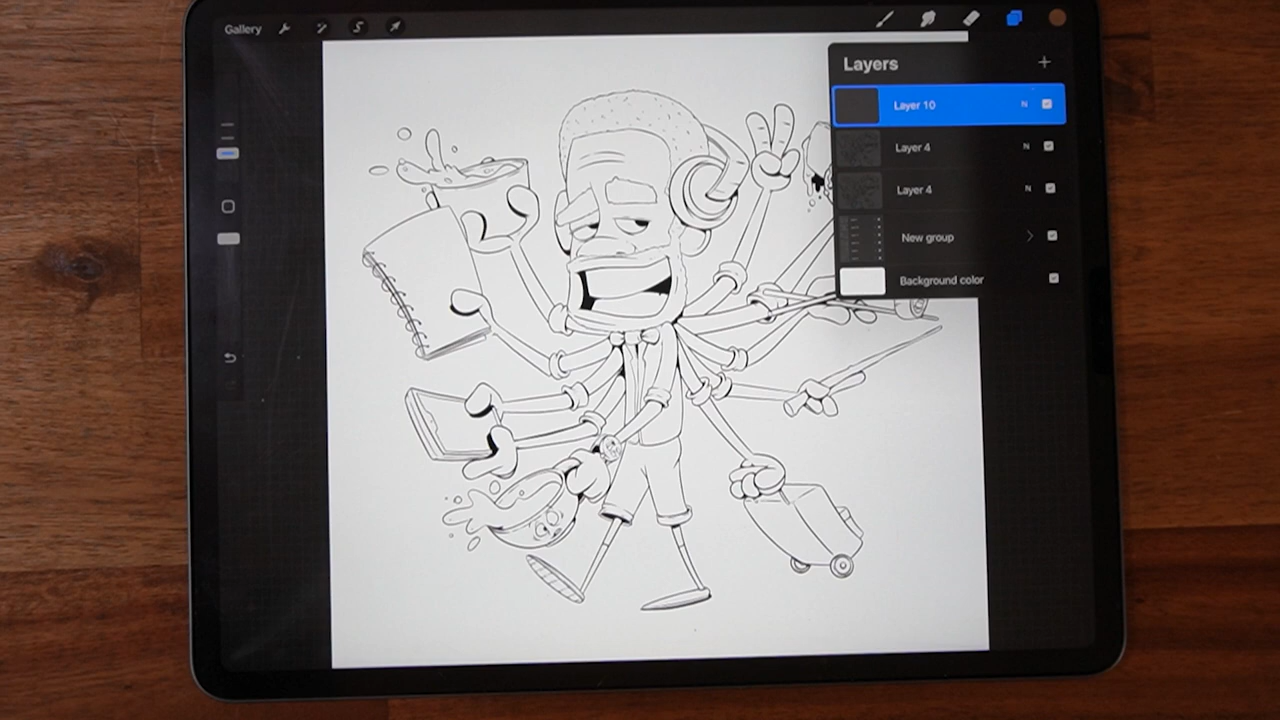 Gallery
Layers
Layer 10 N
Layer 4 N
Layer 4 N
New group
Background color